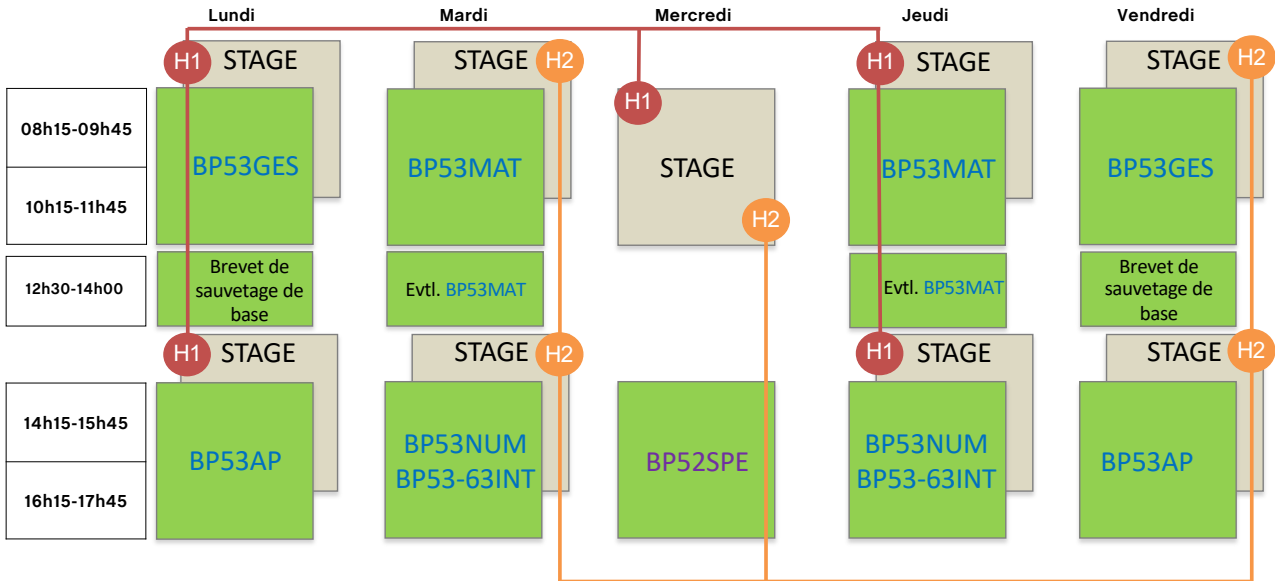 Lundi Mardi Mercredi Jeudi Vendredi
H1 STAGE STAGE H2 H1 STAGE STAGE H2
H1
08h15-09h45
BP53GES BP53MAT STAGE BP53MAT BP53GES
10h15-11h45
H2
12h30-14h00
Brevet de
sauvetage de
base
Evtl. BP53MAT
Evtl. BP53MAT
Brevet de
sauvetage de
base
H1 STAGE STAGE H2 H1 STAGE STAGE H2
14h15-15h45
BP53AP
BP53NUM
BP53-63INT
BP52SPE
BP53NUM
BP53-63INT
BP53AP
16h15-17h45